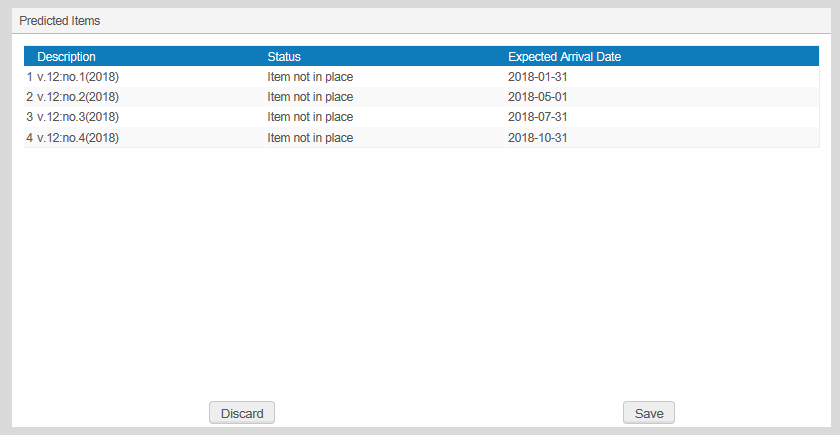 Predicted Items
Description Status Expected Arrival Date
1 v.12:no.1(2018) Item not in place 2018-01-31
2 v.12:no.2(2018) Item not in place 2018-05-01
3 v.12:no.3(2018) Item not in place 2018-07-31
4 v.12:no.4(2018) Item not in place 2018-10-31
Discard Save